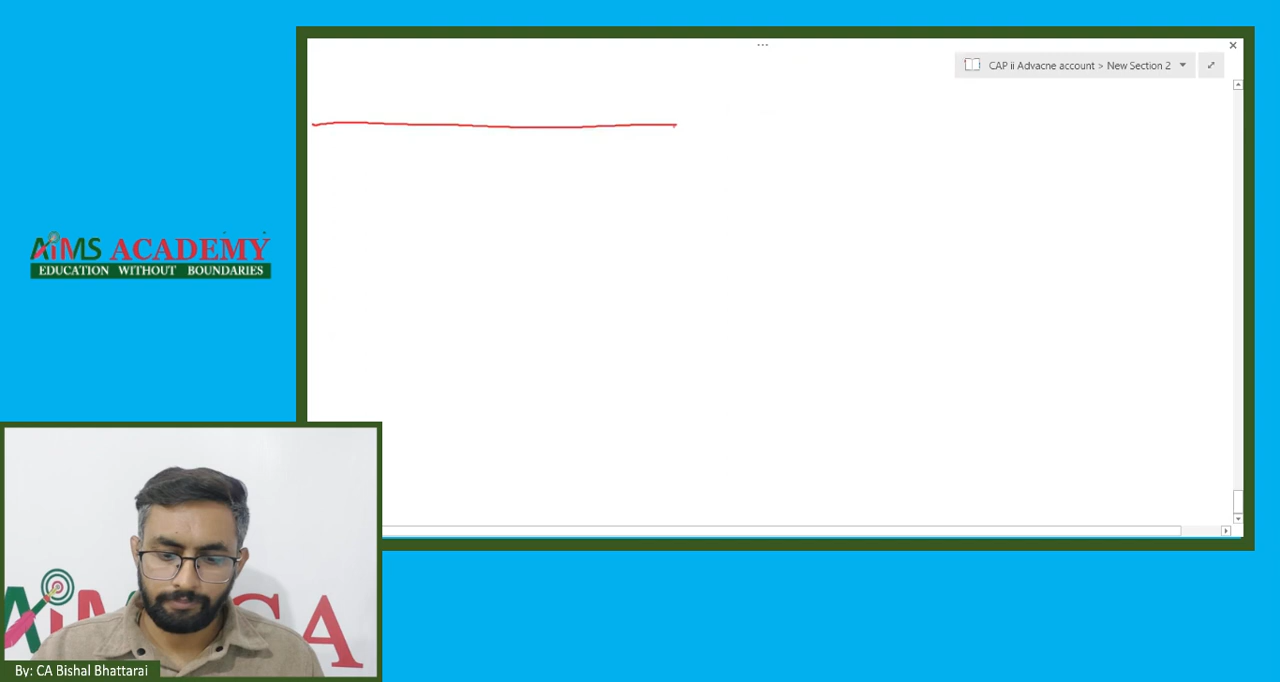 CAP ii Advacne account > New Section 2
AiMS ACADEMY
EDUCATION WITHOUT BOUNDARIES
By: CA Bishal Bhattarai